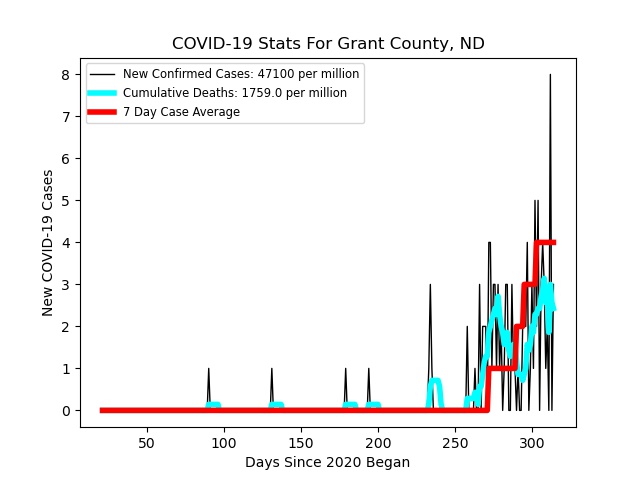 COVID-19 Stats For Grant County, ND
New Confirmed Cases: 47100 per million
Cumulative Deaths: 1759.0 per million
7 Day Case Average
New COVID-19 Cases
8
7
6
5
4
3
2
1
0
50 100 150 200 250 300
Days Since 2020 Began